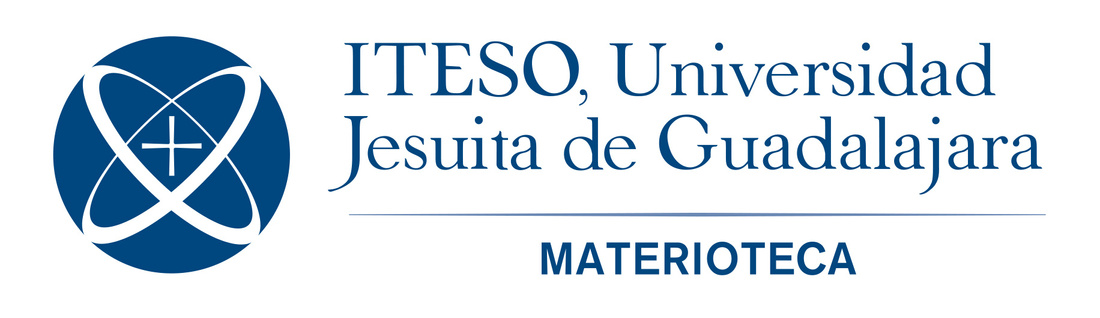 ITESO, Universidad
Jesuita de Guadalajara
MATERIOTECA